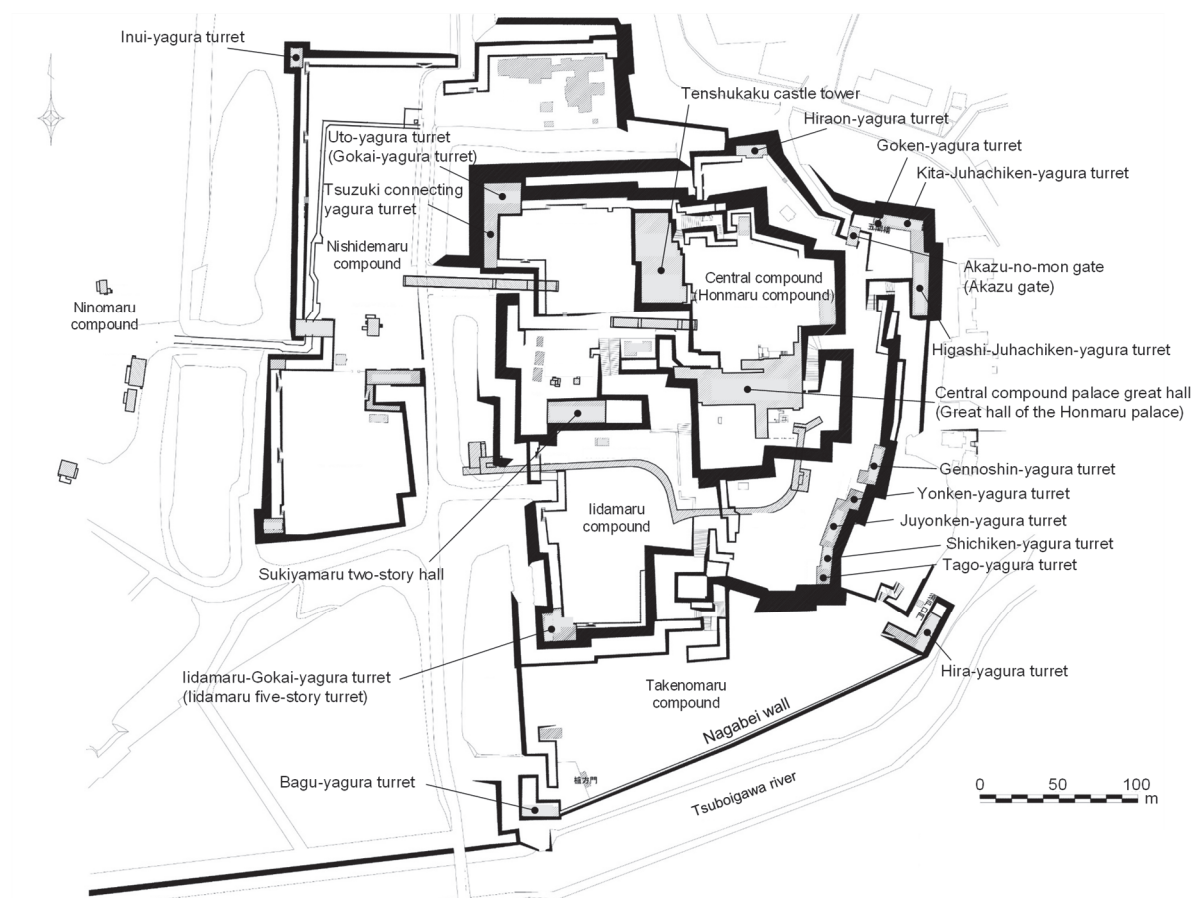 Inui-yagura turret
Tenshukaku castle tower
Hiraon-yagura turret
Uto-yagura turret
(Gokai-yagura turret)
Goken-yagura turret
Kita-Juhachiken-yagura turret
Tsuzuki connecting
yagura turret
五間櫓
Nishidemaru
compound
Central compound
(Honmaru compound)
Akazu-no-mon gate
(Akazu gate)
Ninomaru
compound
Higashi-Juhachiken-yagura turret
Central compound palace great hall
(Great hall of the Honmaru palace)
Gennoshin-yagura turret
Yonken-yagura turret
Iidamaru
compound
Juyonken-yagura turret
Shichiken-yagura turret
Tago-yagura turret
Sukiyamaru two-story hall
Hira-yagura turret
Iidamaru-Gokai-yagura turret
(Iidamaru five-story turret)
Takenomaru
compound
Nagabei wall
Bagu-yagura turret
Tsuboigawa river
0 50 100
m